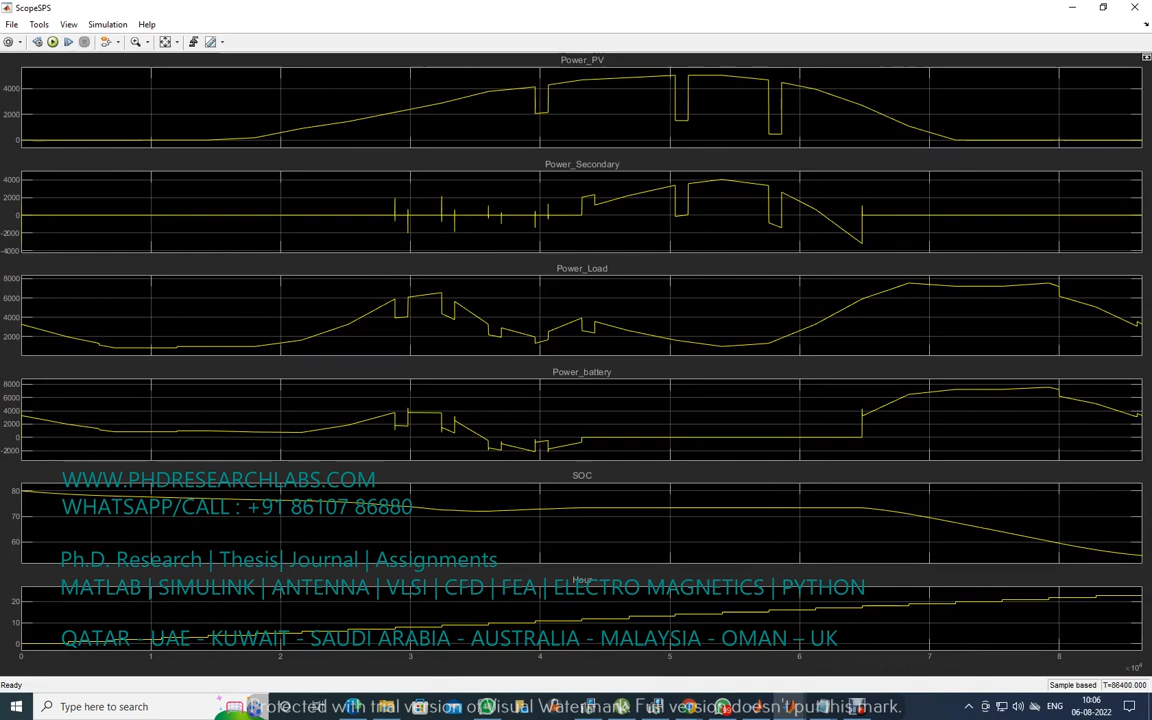 ScopeSPS
File Tools View Simulation Help
Power_PV
4000
2000
0
Power_Secondary
4000
2000
0
-2000
-4000
Power_Load
8000
6000
4000
2000
Power_battery
8000
6000
4000
2000
0
-2000
SOC
80
70
60
WWW.PHDRESEARCHLABS.COM
WHATSAPP/CALL : +91 86107 86880
Ph.D. Research | Thesis| Journal | Assignments
MATLAB | SIMULINK | ANTENNA | VLSI | CFD | FEA | ELECTRO MAGNETICS | PYTHON
QATAR - UAE - KUWAIT - SAUDI ARABIA - AUSTRALIA - MALAYSIA - OMAN – UK
Hour
20
10
0
0 1 2 3 4 5 6 7 8
×10⁴
Ready
Sample based T=86400.000
Type here to search
Protected with trial version of Visual Watermark. Full version doesn't put this mark.
ENG
10:06
06-08-2022